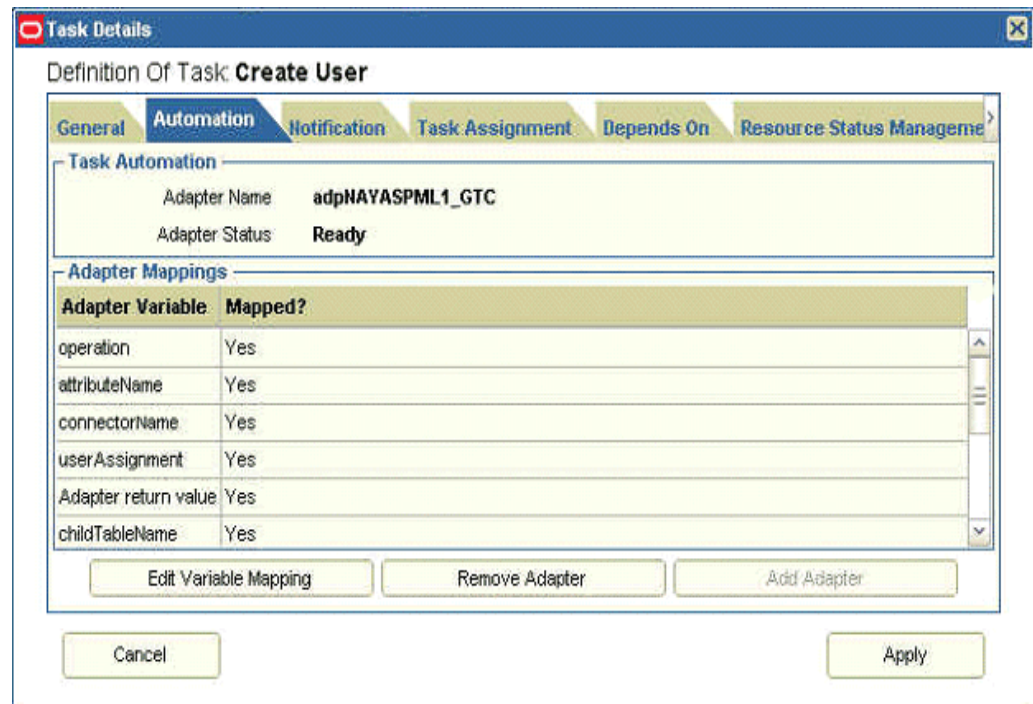 Task Details
Definition Of Task: Create User
General Automation Notification Task Assignment Depends On Resource Status Manageme
Task Automation
Adapter Name adpNAYASPML1_GTC
Adapter Status Ready
Adapter Mappings
Adapter Variable Mapped?
operation Yes
attributeName Yes
connectorName Yes
userAssignment Yes
Adapter return value Yes
childTableName Yes
Edit Variable Mapping Remove Adapter Add Adapter
Cancel Apply